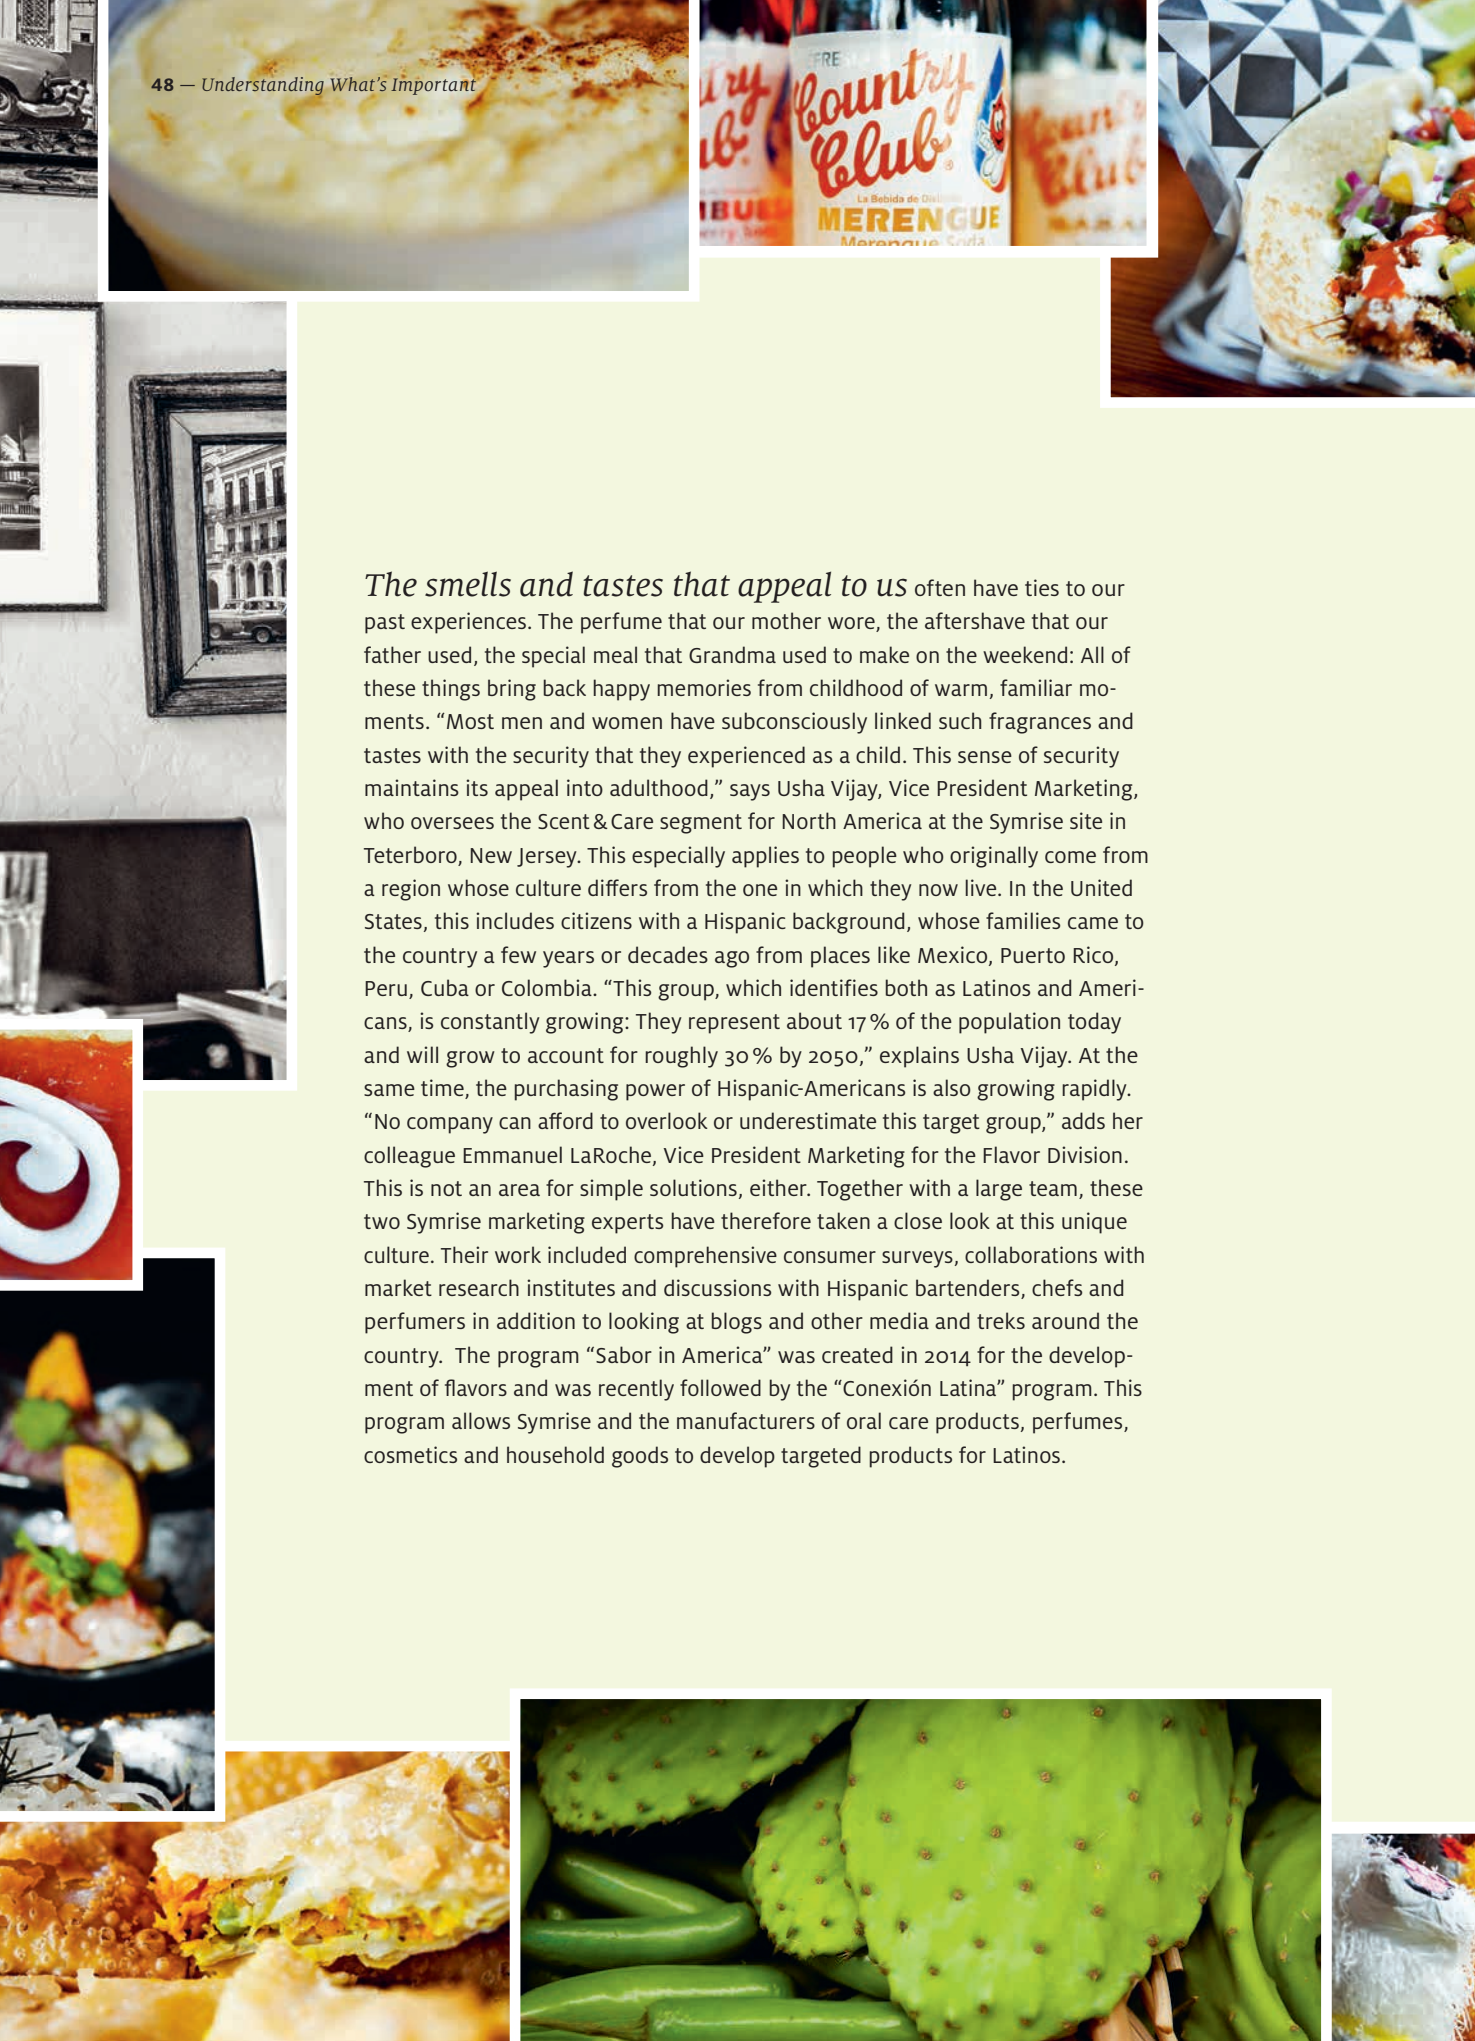 48 — Understanding What's Important
Country
Club®
La Bebida de
MERENGUE
Merengue Soda
The smells and tastes that appeal to us often have ties to our
past experiences. The perfume that our mother wore, the aftershave that our
father used, the special meal that Grandma used to make on the weekend: All of
these things bring back happy memories from childhood of warm, familiar mo-
ments. “Most men and women have subconsciously linked such fragrances and
tastes with the security that they experienced as a child. This sense of security
maintains its appeal into adulthood,” says Usha Vijay, Vice President Marketing,
who oversees the Scent & Care segment for North America at the Symrise site in
Teterboro, New Jersey. This especially applies to people who originally come from
a region whose culture differs from the one in which they now live. In the United
States, this includes citizens with a Hispanic background, whose families came to
the country a few years or decades ago from places like Mexico, Puerto Rico,
Peru, Cuba or Colombia. “This group, which identifies both as Latinos and Ameri-
cans, is constantly growing: They represent about 17 % of the population today
and will grow to account for roughly 30 % by 2050,” explains Usha Vijay. At the
same time, the purchasing power of Hispanic-Americans is also growing rapidly.
“No company can afford to overlook or underestimate this target group,” adds her
colleague Emmanuel LaRoche, Vice President Marketing for the Flavor Division.
This is not an area for simple solutions, either. Together with a large team, these
two Symrise marketing experts have therefore taken a close look at this unique
culture. Their work included comprehensive consumer surveys, collaborations with
market research institutes and discussions with Hispanic bartenders, chefs and
perfumers in addition to looking at blogs and other media and treks around the
country. The program “Sabor in America” was created in 2014 for the develop-
ment of flavors and was recently followed by the “Conexión Latina” program. This
program allows Symrise and the manufacturers of oral care products, perfumes,
cosmetics and household goods to develop targeted products for Latinos.